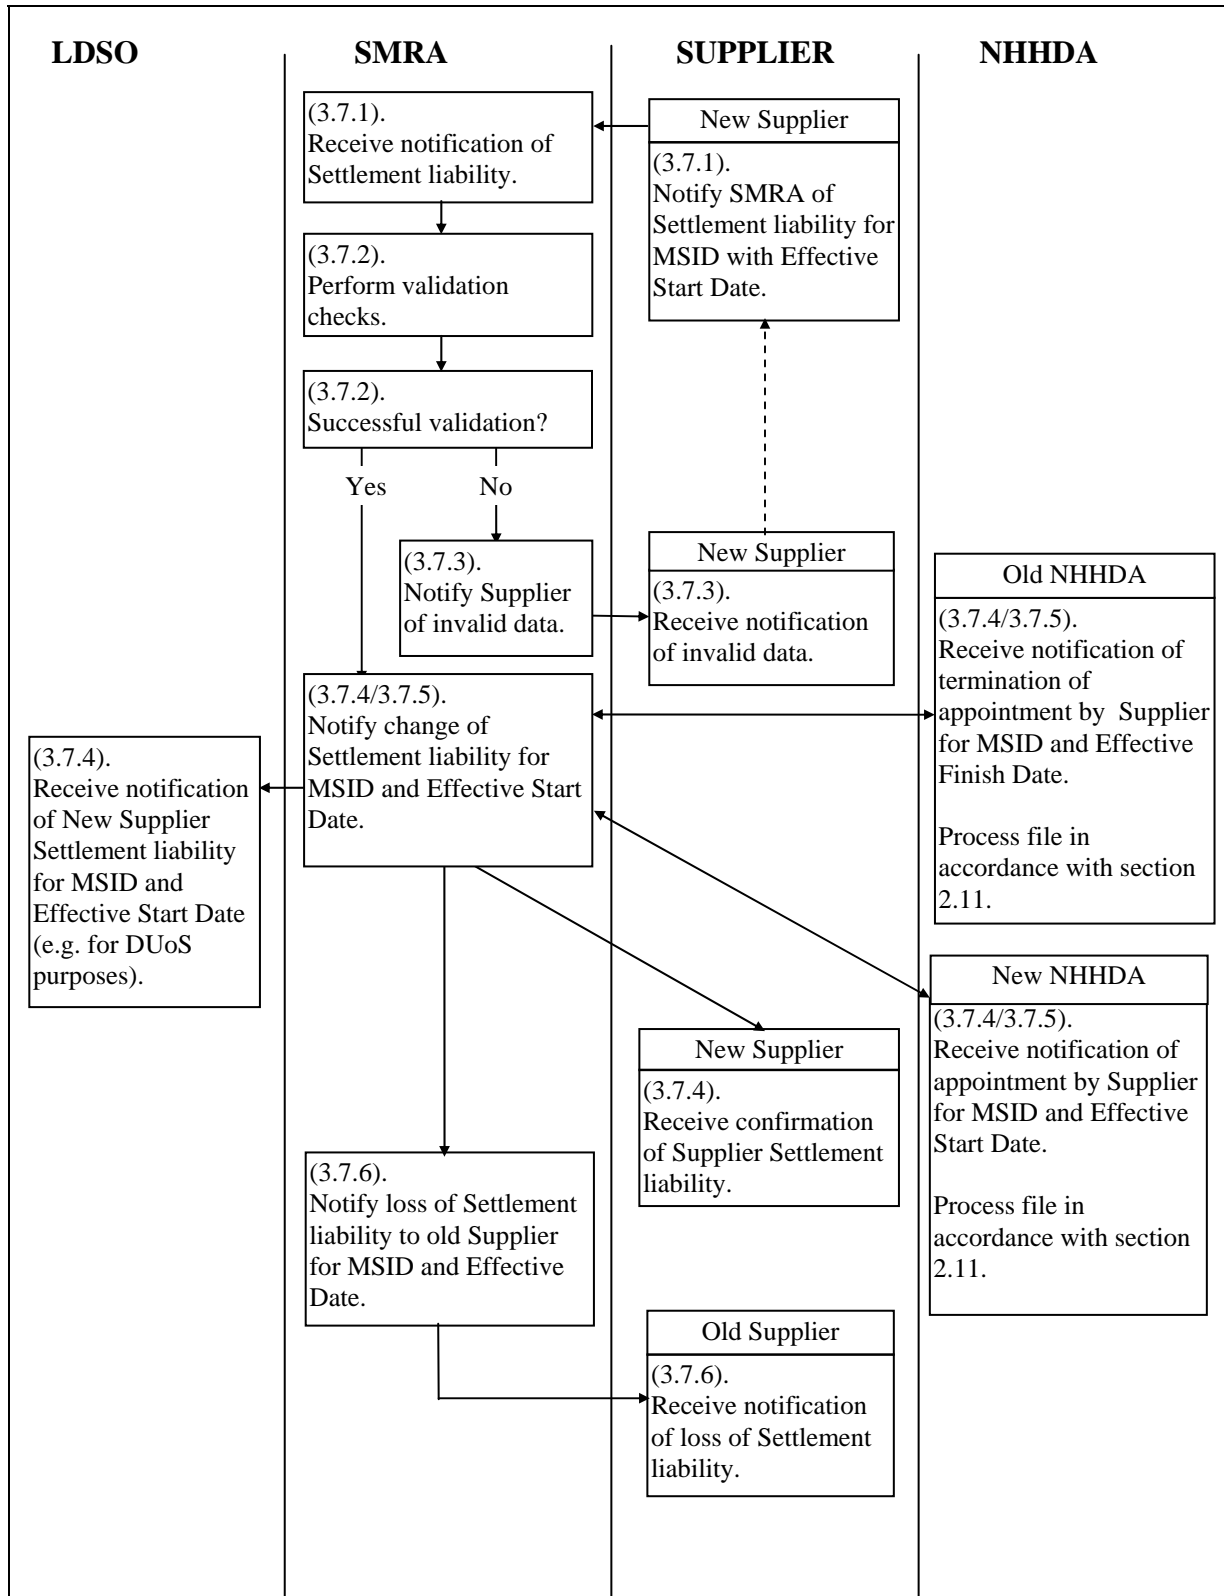 LDSO
SMRA
SUPPLIER
NHHDA
(3.7.1).
Receive notification of
Settlement liability.
New Supplier
(3.7.1).
Notify SMRA of
Settlement liability for
MSID with Effective
Start Date.
(3.7.2).
Perform validation
checks.
(3.7.2).
Successful validation?
Yes
No
(3.7.3).
Notify Supplier
of invalid data.
New Supplier
(3.7.3).
Receive notification
of invalid data.
Old NHHDA
(3.7.4/3.7.5).
Receive notification of
termination of
appointment by Supplier
for MSID and Effective
Finish Date.
Process file in
accordance with section
2.11.
(3.7.4/3.7.5).
Notify change of
Settlement liability for
MSID and Effective Start
Date.
(3.7.4).
Receive notification
of New Supplier
Settlement liability
for MSID and
Effective Start Date
(e.g. for DUoS
purposes).
New NHHDA
(3.7.4/3.7.5).
Receive notification of
appointment by Supplier
for MSID and Effective
Start Date.
Process file in
accordance with section
2.11.
New Supplier
(3.7.4).
Receive confirmation
of Supplier Settlement
liability.
(3.7.6).
Notify loss of Settlement
liability to old Supplier
for MSID and Effective
Date.
Old Supplier
(3.7.6).
Receive notification
of loss of Settlement
liability.